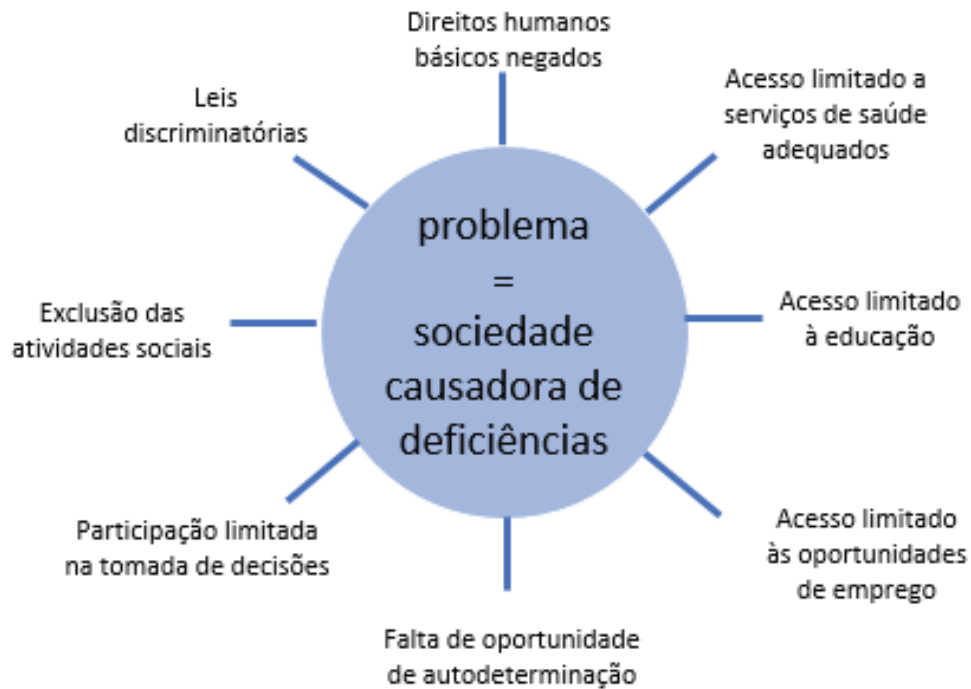 Direitos humanos
básicos negados
Acesso limitado a
serviços de saúde
adequados
Leis
discriminatórias
problema
=
sociedade
causadora de
deficiências
Exclusão das
atividades sociais
Acesso limitado
à educação
Participação limitada
na tomada de decisões
Acesso limitado
às oportunidades
de emprego
Falta de oportunidade
de autodeterminação